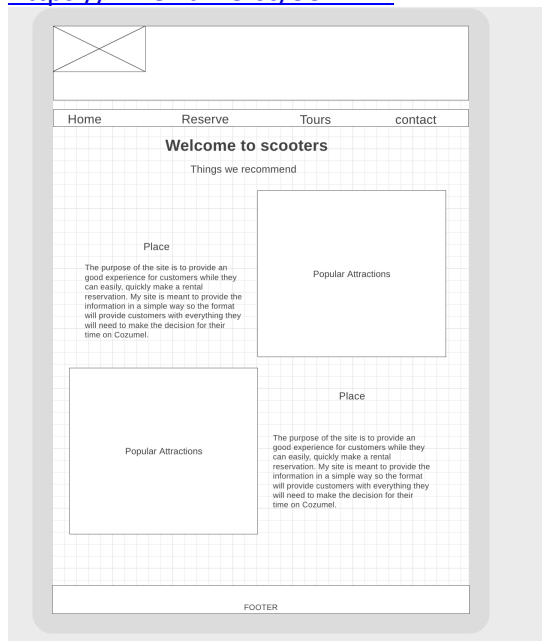 Home Reserve Tours contact
Welcome to scooters
Things we recommend
Place
The purpose of the site is to provide an
good experience for customers while they
can easily, quickly make a rental
reservation. My site is meant to provide the
information in a simple way so the format
will provide customers with everything they
will need to make the decision for their
time on Cozumel.
Popular Attractions
Popular Attractions
Place
The purpose of the site is to provide an
good experience for customers while they
can easily, quickly make a rental
reservation. My site is meant to provide the
information in a simple way so the format
will provide customers with everything they
will need to make the decision for their
time on Cozumel.
FOOTER